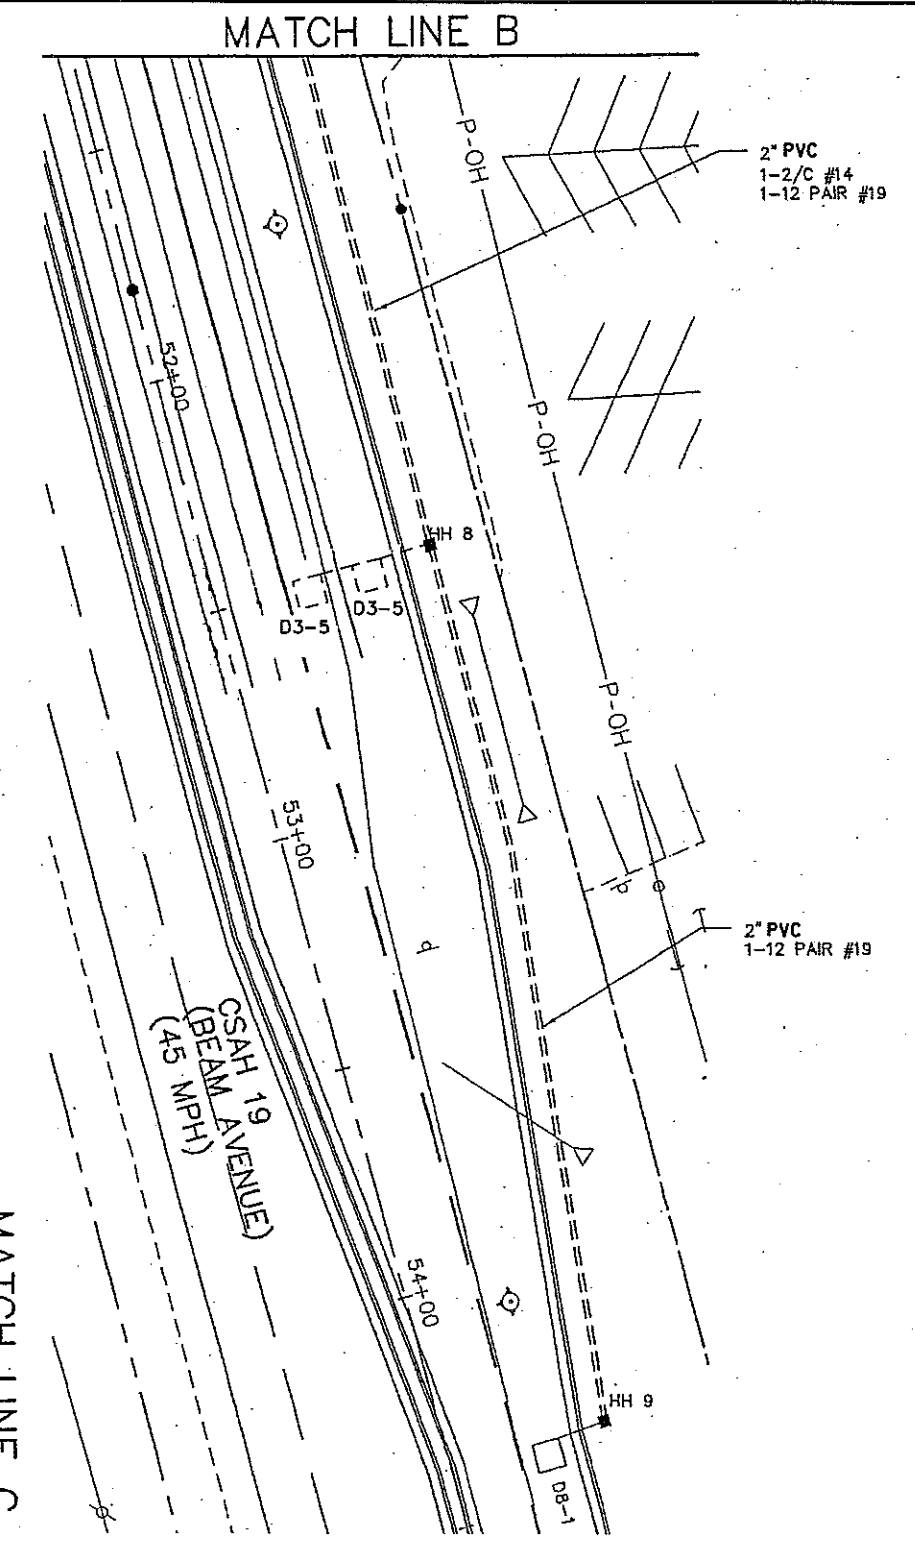 MATCH LINE B
2" PVC
1-2/C #14
1-12 PAIR #19
P-OH
52+00
P-OH
HH 8
D3-5
D3-5
P-OH
53+00
2" PVC
1-12 PAIR #19
CSAH 19
(BEAM AVENUE)
(45 MPH)
54+00
HH 9
D8-1
MATCH LINE C